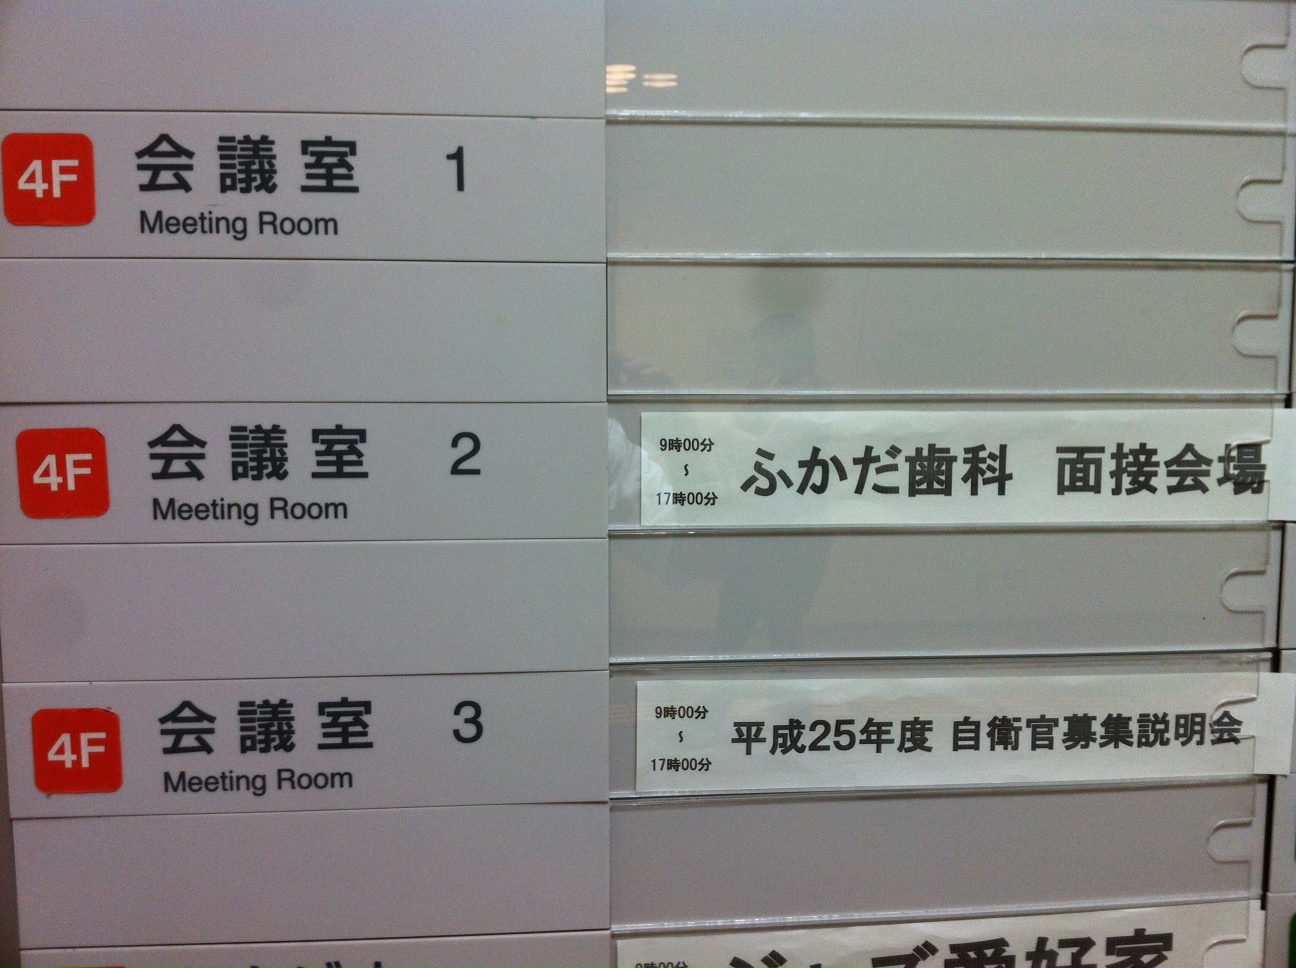 4F 会議室 1
Meeting Room
4F 会議室 2
Meeting Room
9時00分
〜
17時00分
ふかだ歯科 面接会場
4F 会議室 3
Meeting Room
9時00分
〜
17時00分
平成25年度 自衛官募集説明会
愛好家